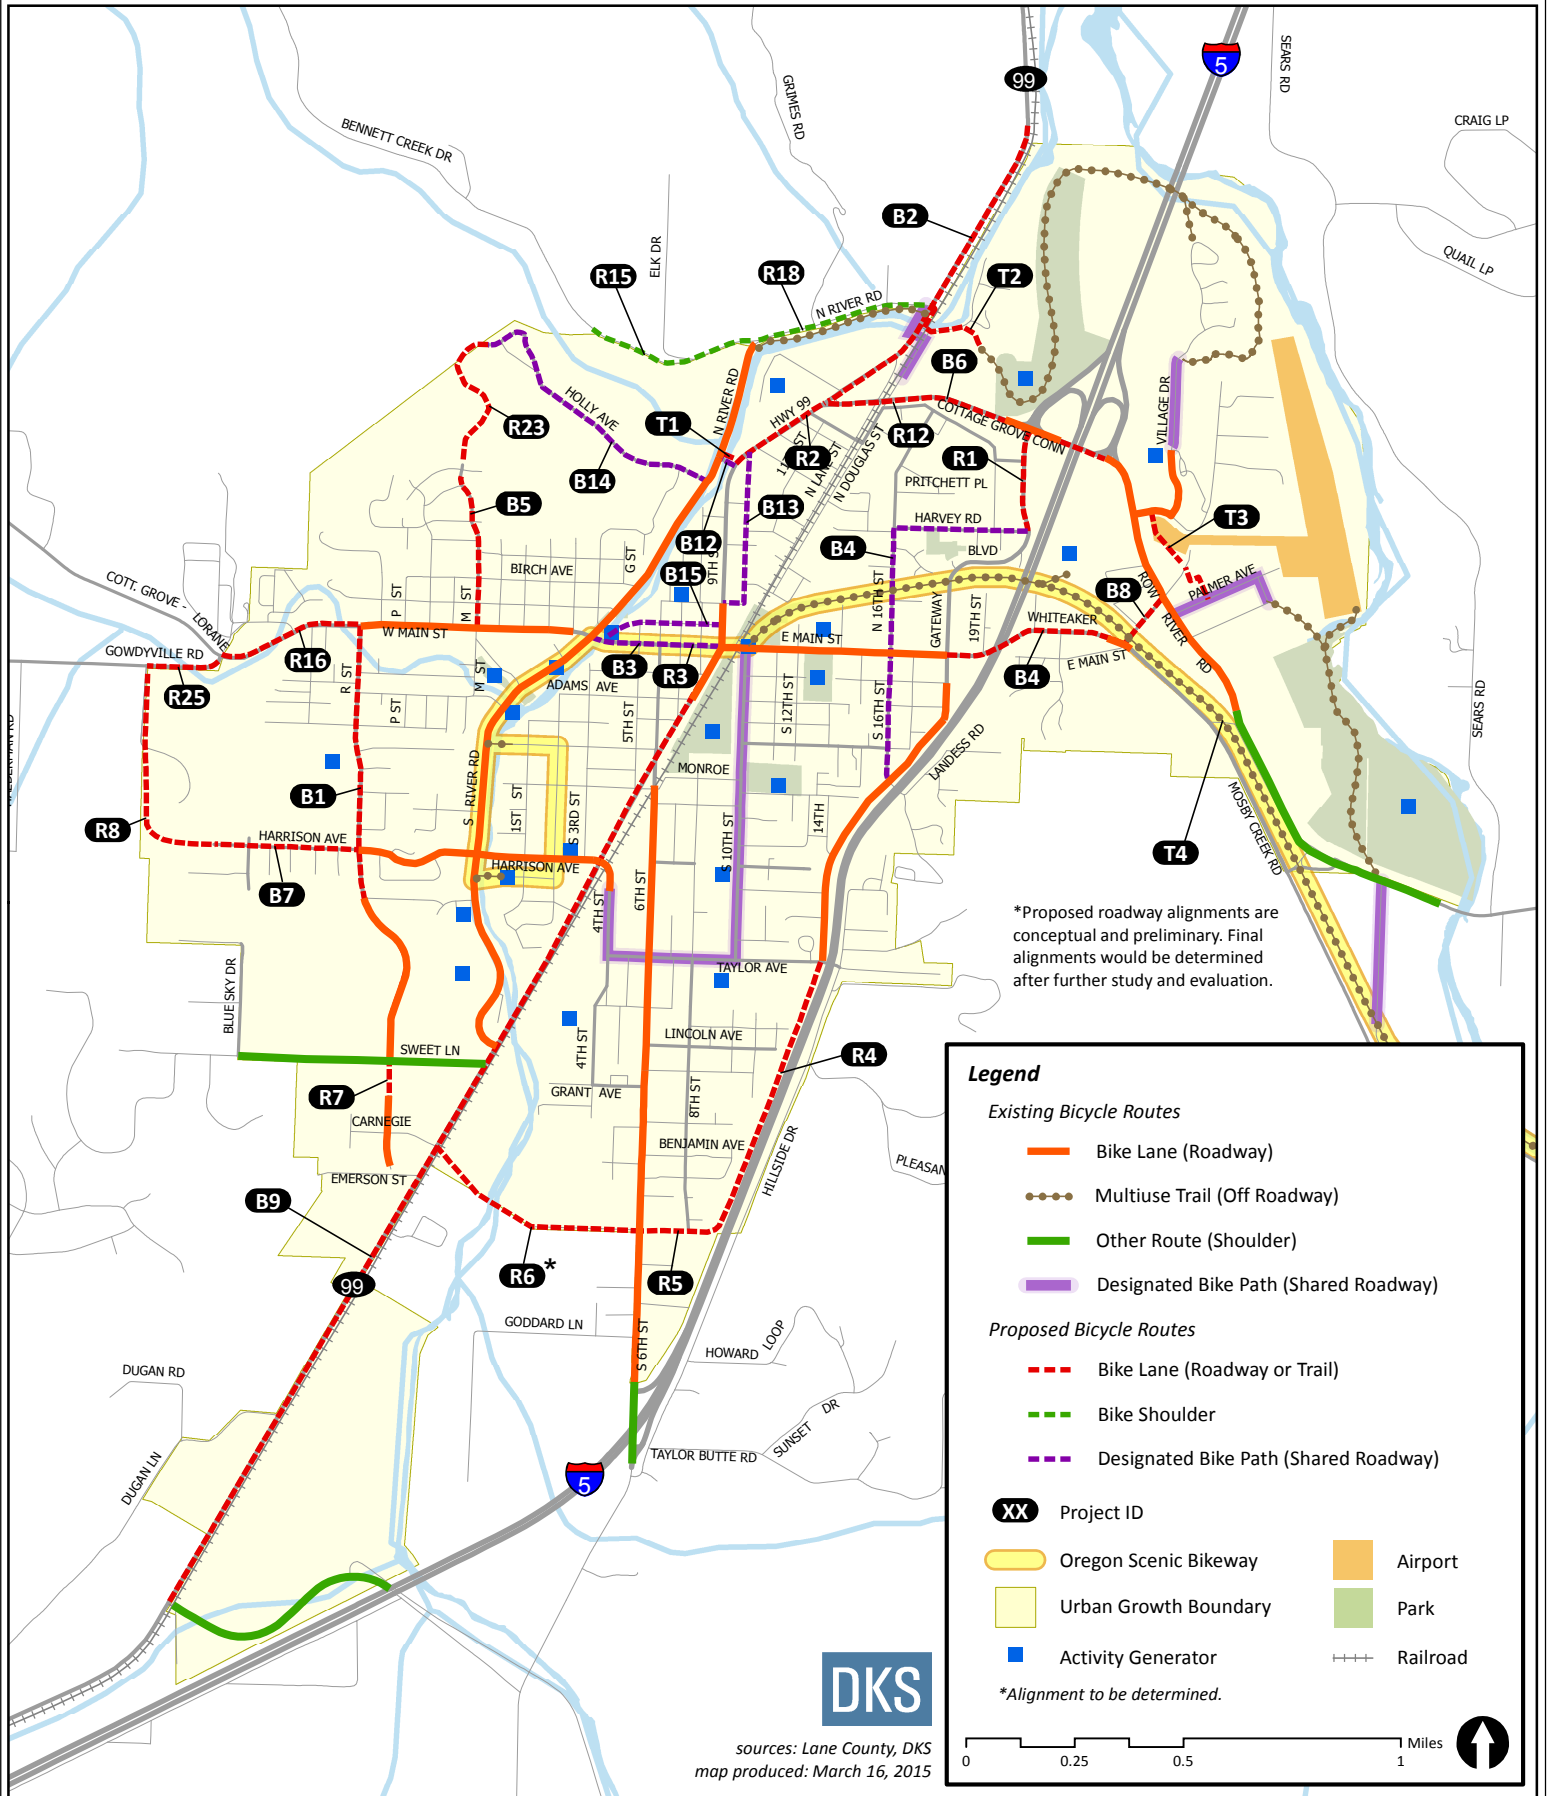 5
99
SEARS RD
CRAIG LP
GRIMES RD
BENNETT CREEK DR
B2
QUAIL LP
ELK DR
R15
R18
T2
N RIVER RD
B6
VILLAGE DR
N RIVER RD
HOLLY AVE
HWY 99
COTTAGE GROVE CONN
R23
T1
R12
R2
N LANE ST
N DOUGLAS ST
R1
B14
PRITCHETT PL
B5
B13
HARVEY RD
T3
B12
B4
BLVD
G ST
9TH S
BIRCH AVE
B15
PALMER AVE
COTT. GROVE - LORANE
P ST
M ST
N 16TH ST
GATEWAY
19TH ST
B8
ROW RIVER RD
WHITEAKER
W MAIN ST
E MAIN ST
GOWDYVILLE RD
R16
B3
R3
B4
E MAIN ST
R25
R ST
M ST
ADAMS AVE
P ST
5TH ST
S 12TH ST
S 16TH ST
SEARS RD
LANDESS RD
S RIVER RD
MONROE
B1
1ST ST
S 3RD ST
14TH
MOSBY CREEK RD
R8
HARRISON AVE
S 10TH ST
T4
HARRISON AVE
B7
4TH ST
6TH ST
*Proposed roadway alignments are
conceptual and preliminary. Final
alignments would be determined
after further study and evaluation.
TAYLOR AVE
BLUE SKY DR
SWEET LN
4TH ST
LINCOLN AVE
R4
R7
GRANT AVE
8TH ST
CARNEGIE
BENJAMIN AVE
HILLSIDE DR
PLEASAN
EMERSON ST
B9
R6*
R5
99
GODDARD LN
S 6TH ST
HOWARD LOOP
DUGAN RD
SUNSET DR
TAYLOR BUTTE RD
DUGAN LN
5
Legend
Existing Bicycle Routes
Bike Lane (Roadway)
Multiuse Trail (Off Roadway)
Other Route (Shoulder)
Designated Bike Path (Shared Roadway)
Proposed Bicycle Routes
Bike Lane (Roadway or Trail)
Bike Shoulder
Designated Bike Path (Shared Roadway)
XX Project ID
Oregon Scenic Bikeway
Airport
Urban Growth Boundary
Park
Activity Generator
Railroad
*Alignment to be determined.
Miles
0 0.25 0.5 1
DKS
sources: Lane County, DKS
map produced: March 16, 2015